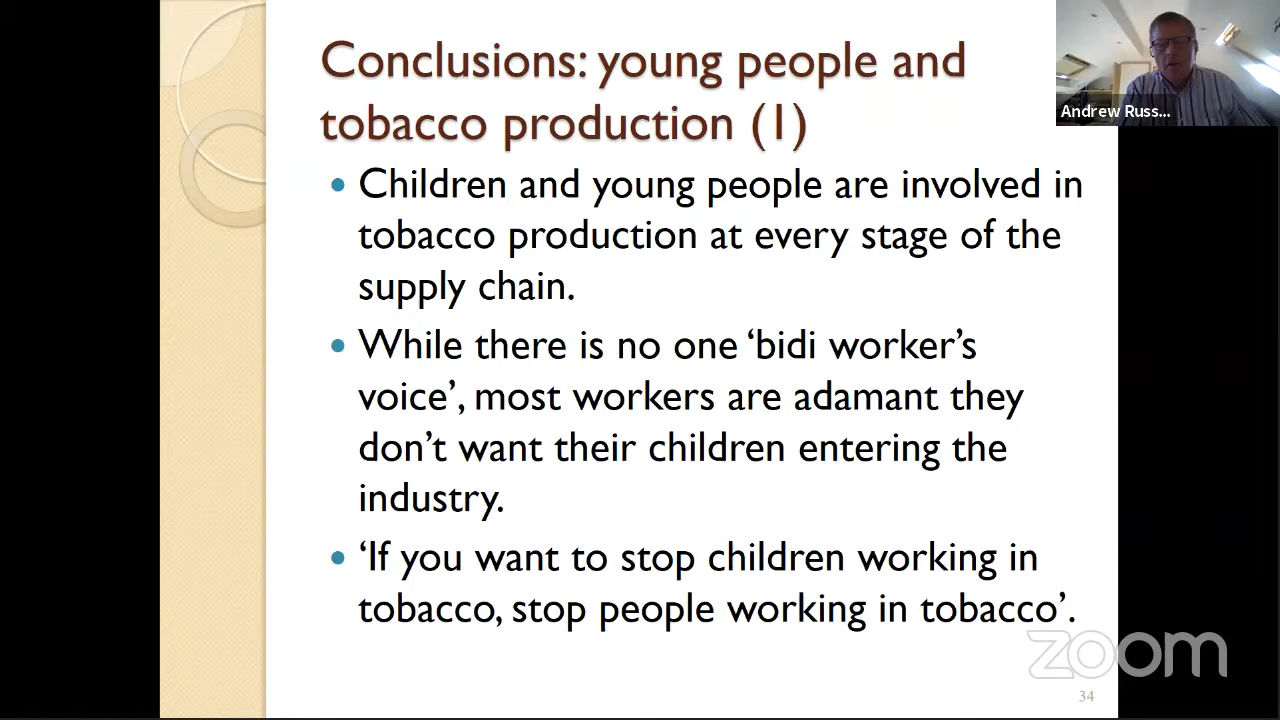 Conclusions: young people and
tobacco production (1)
Andrew Russ...
• Children and young people are involved in
tobacco production at every stage of the
supply chain.
• While there is no one ‘bidi worker’s
voice’, most workers are adamant they
don’t want their children entering the
industry.
• ‘If you want to stop children working in
tobacco, stop people working in tobacco’.
zoom
34